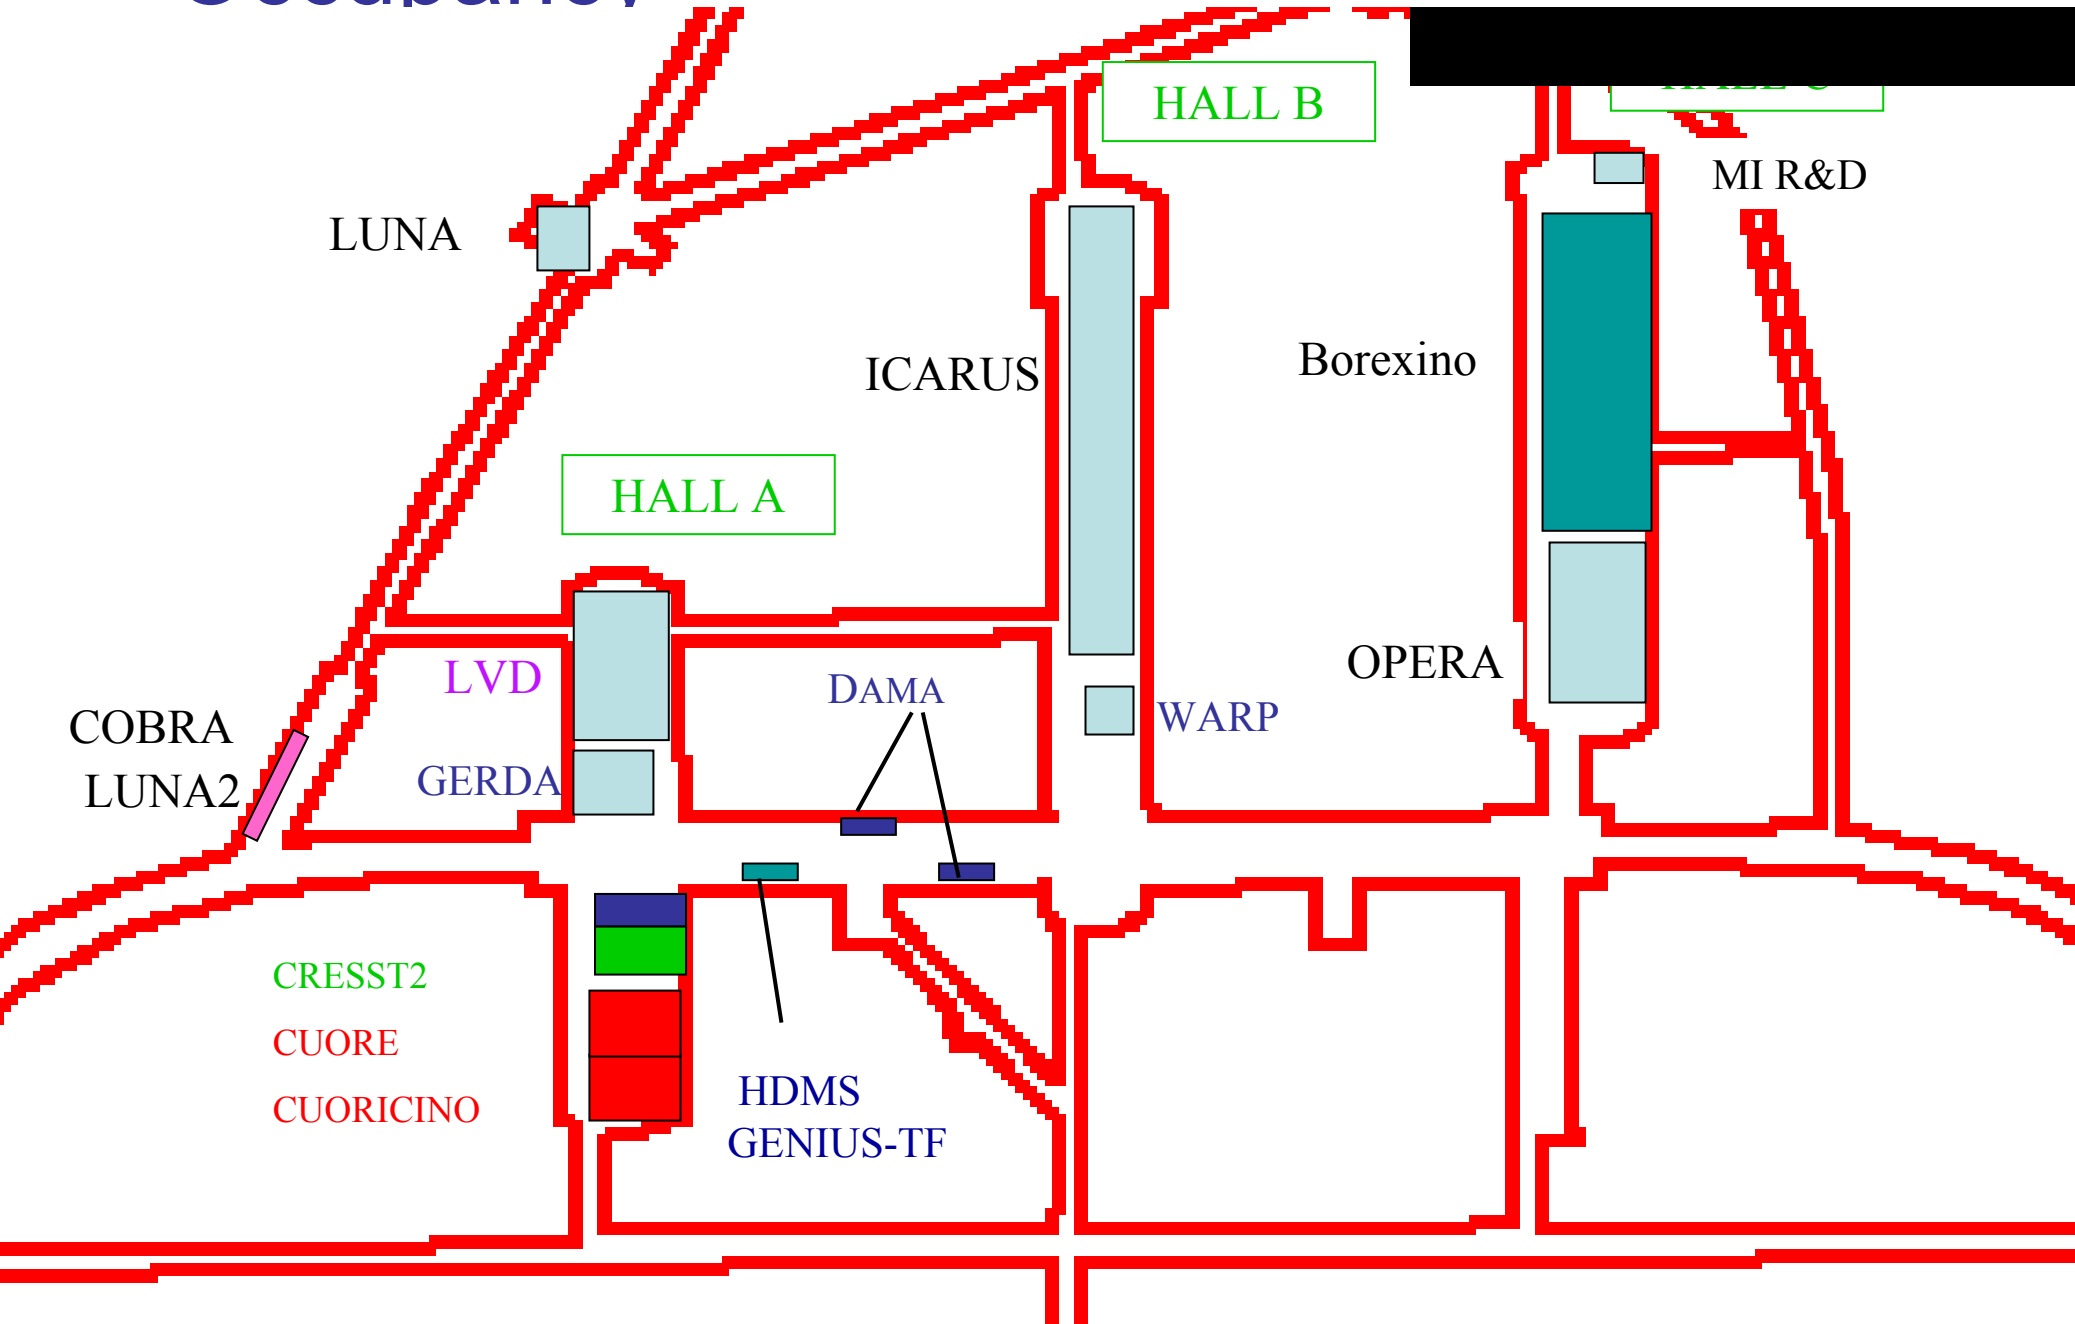 HALL B
MI R&D
LUNA
Borexino
ICARUS
HALL A
OPERA
LVD
DAMA
WARP
COBRA
LUNA2
GERDA
CRESST2
CUORE
CUORICINO
HDMS
GENIUS-TF